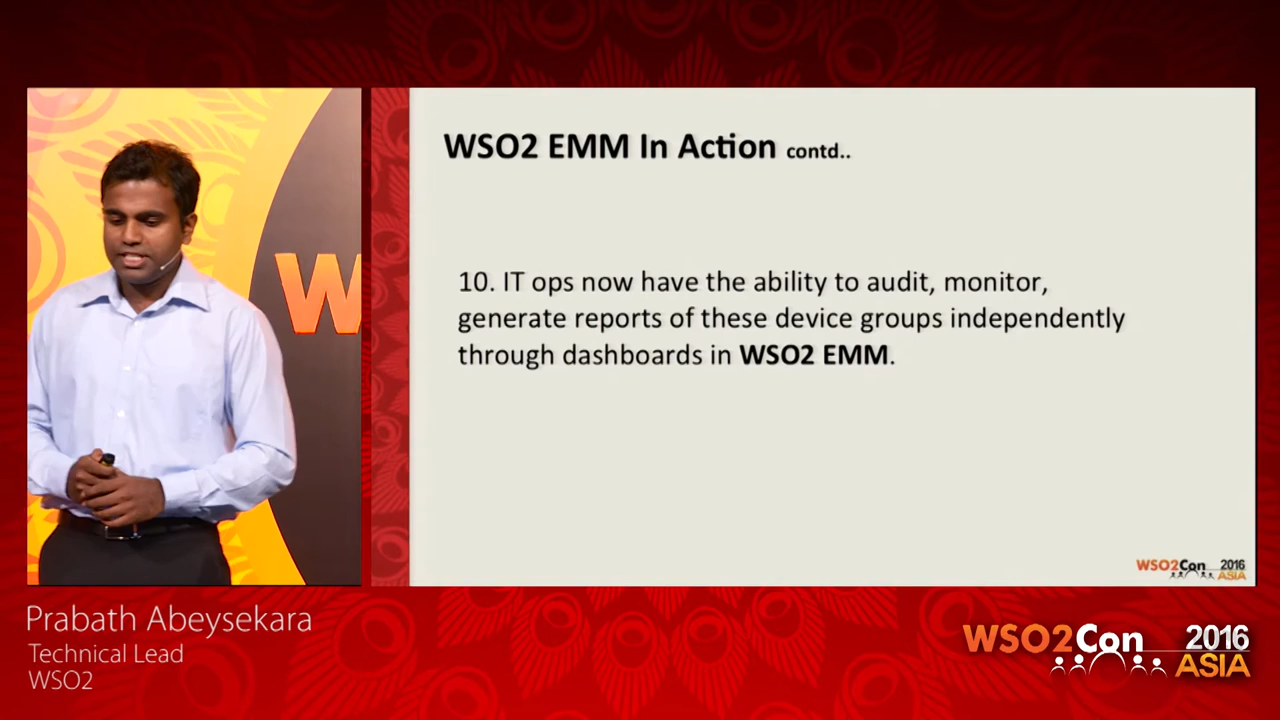 WSO2 EMM In Action contd..
10. IT ops now have the ability to audit, monitor,
generate reports of these device groups independently
through dashboards in WSO2 EMM.
WSO2Con 2016
ASIA
W
Prabath Abeysekara
Technical Lead
WSO2
WSO2Con 2016
ASIA